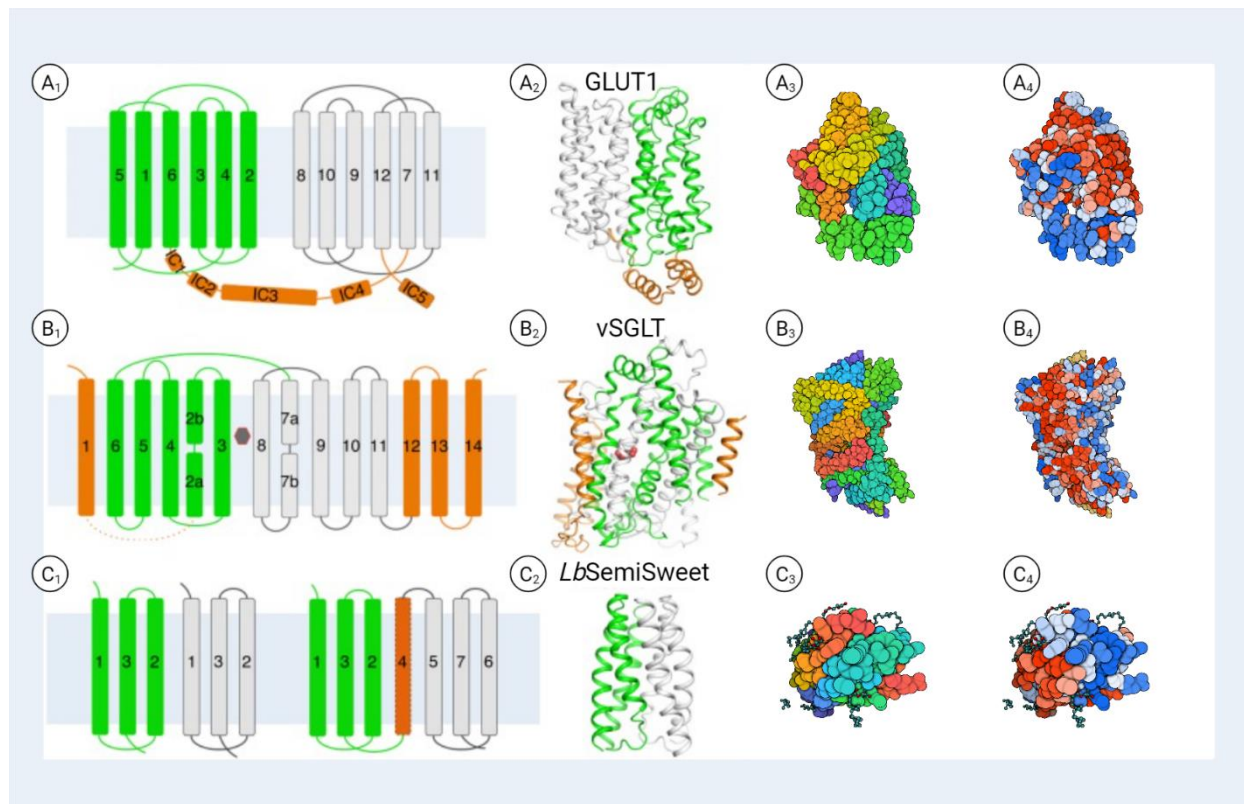 A1
A2
GLUT1
A3
A4
5 1 6 3 4 2 8 10 9 12 7 11
IC1 IC2 IC3 IC4 IC5
B1
B2
vSGLT
B3
B4
2b 7a
1 6 5 4 3 8 9 10 11 12 13 14
2a 7b
C1
C2
LbSemiSweet
C3
C4
1 3 2 1 3 2 1 3 2 4 5 7 6